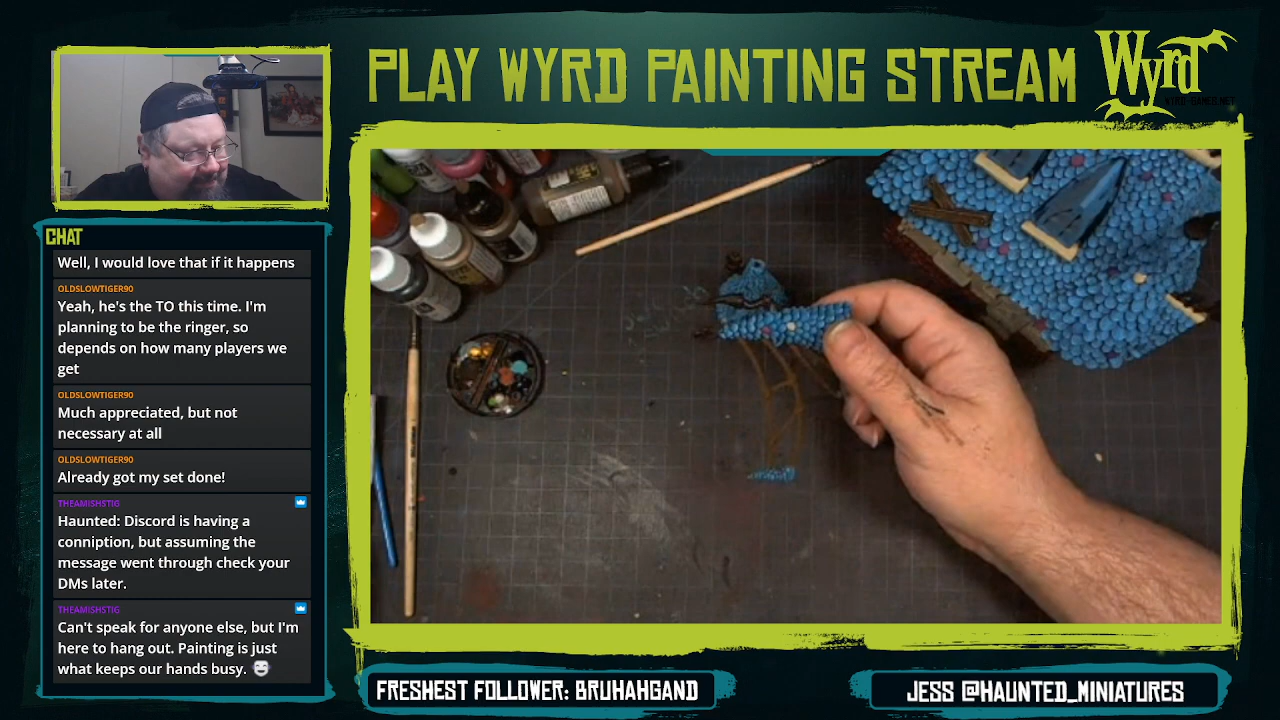 PLAY WYRD PAINTING STREAM
Wyrd
WYRD-GAMES.NET
CHAT
Well, I would love that if it happens
OLDSLOWTIGER90
Yeah, he's the TO this time. I'm
planning to be the ringer, so
depends on how many players we
get
OLDSLOWTIGER90
Much appreciated, but not
necessary at all
OLDSLOWTIGER90
Already got my set done!
THEAMISHSTIG
Haunted: Discord is having a
conniption, but assuming the
message went through check your
DMs later.
THEAMISHSTIG
Can't speak for anyone else, but I'm
here to hang out. Painting is just
what keeps our hands busy.
FRESHEST FOLLOWER: BRUHAHGAND
JESS @HAUNTED_MINIATURES